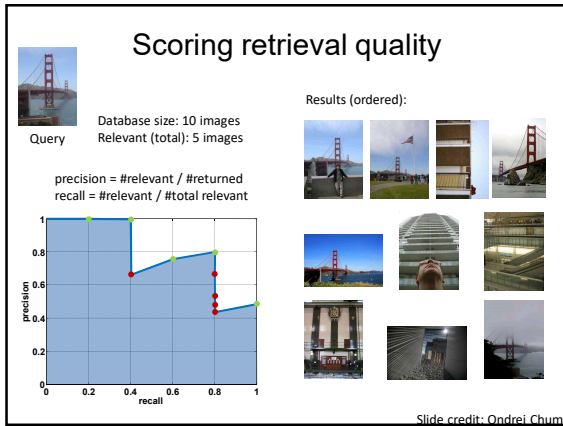 Scoring retrieval quality
Query
Database size: 10 images
Relevant (total): 5 images
precision = #relevant / #returned
recall = #relevant / #total relevant
Results (ordered):
1
0.8
0.6
0.4
0.2
0
precision
0 0.2 0.4 0.6 0.8 1
recall
Slide credit: Ondrej Chum